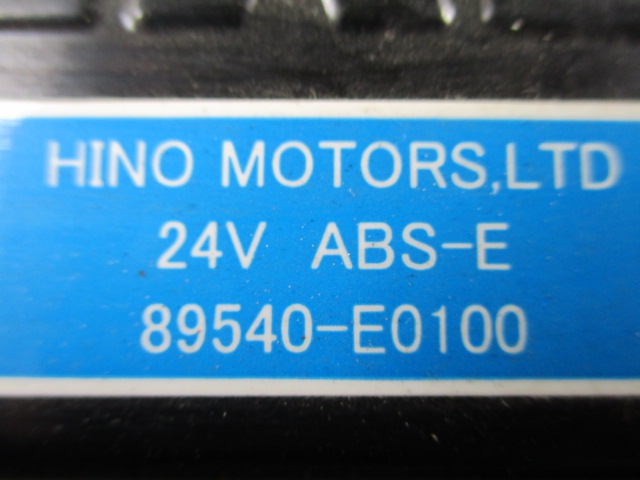 HINO MOTORS,LTD
24V ABS-E
89540-E0100